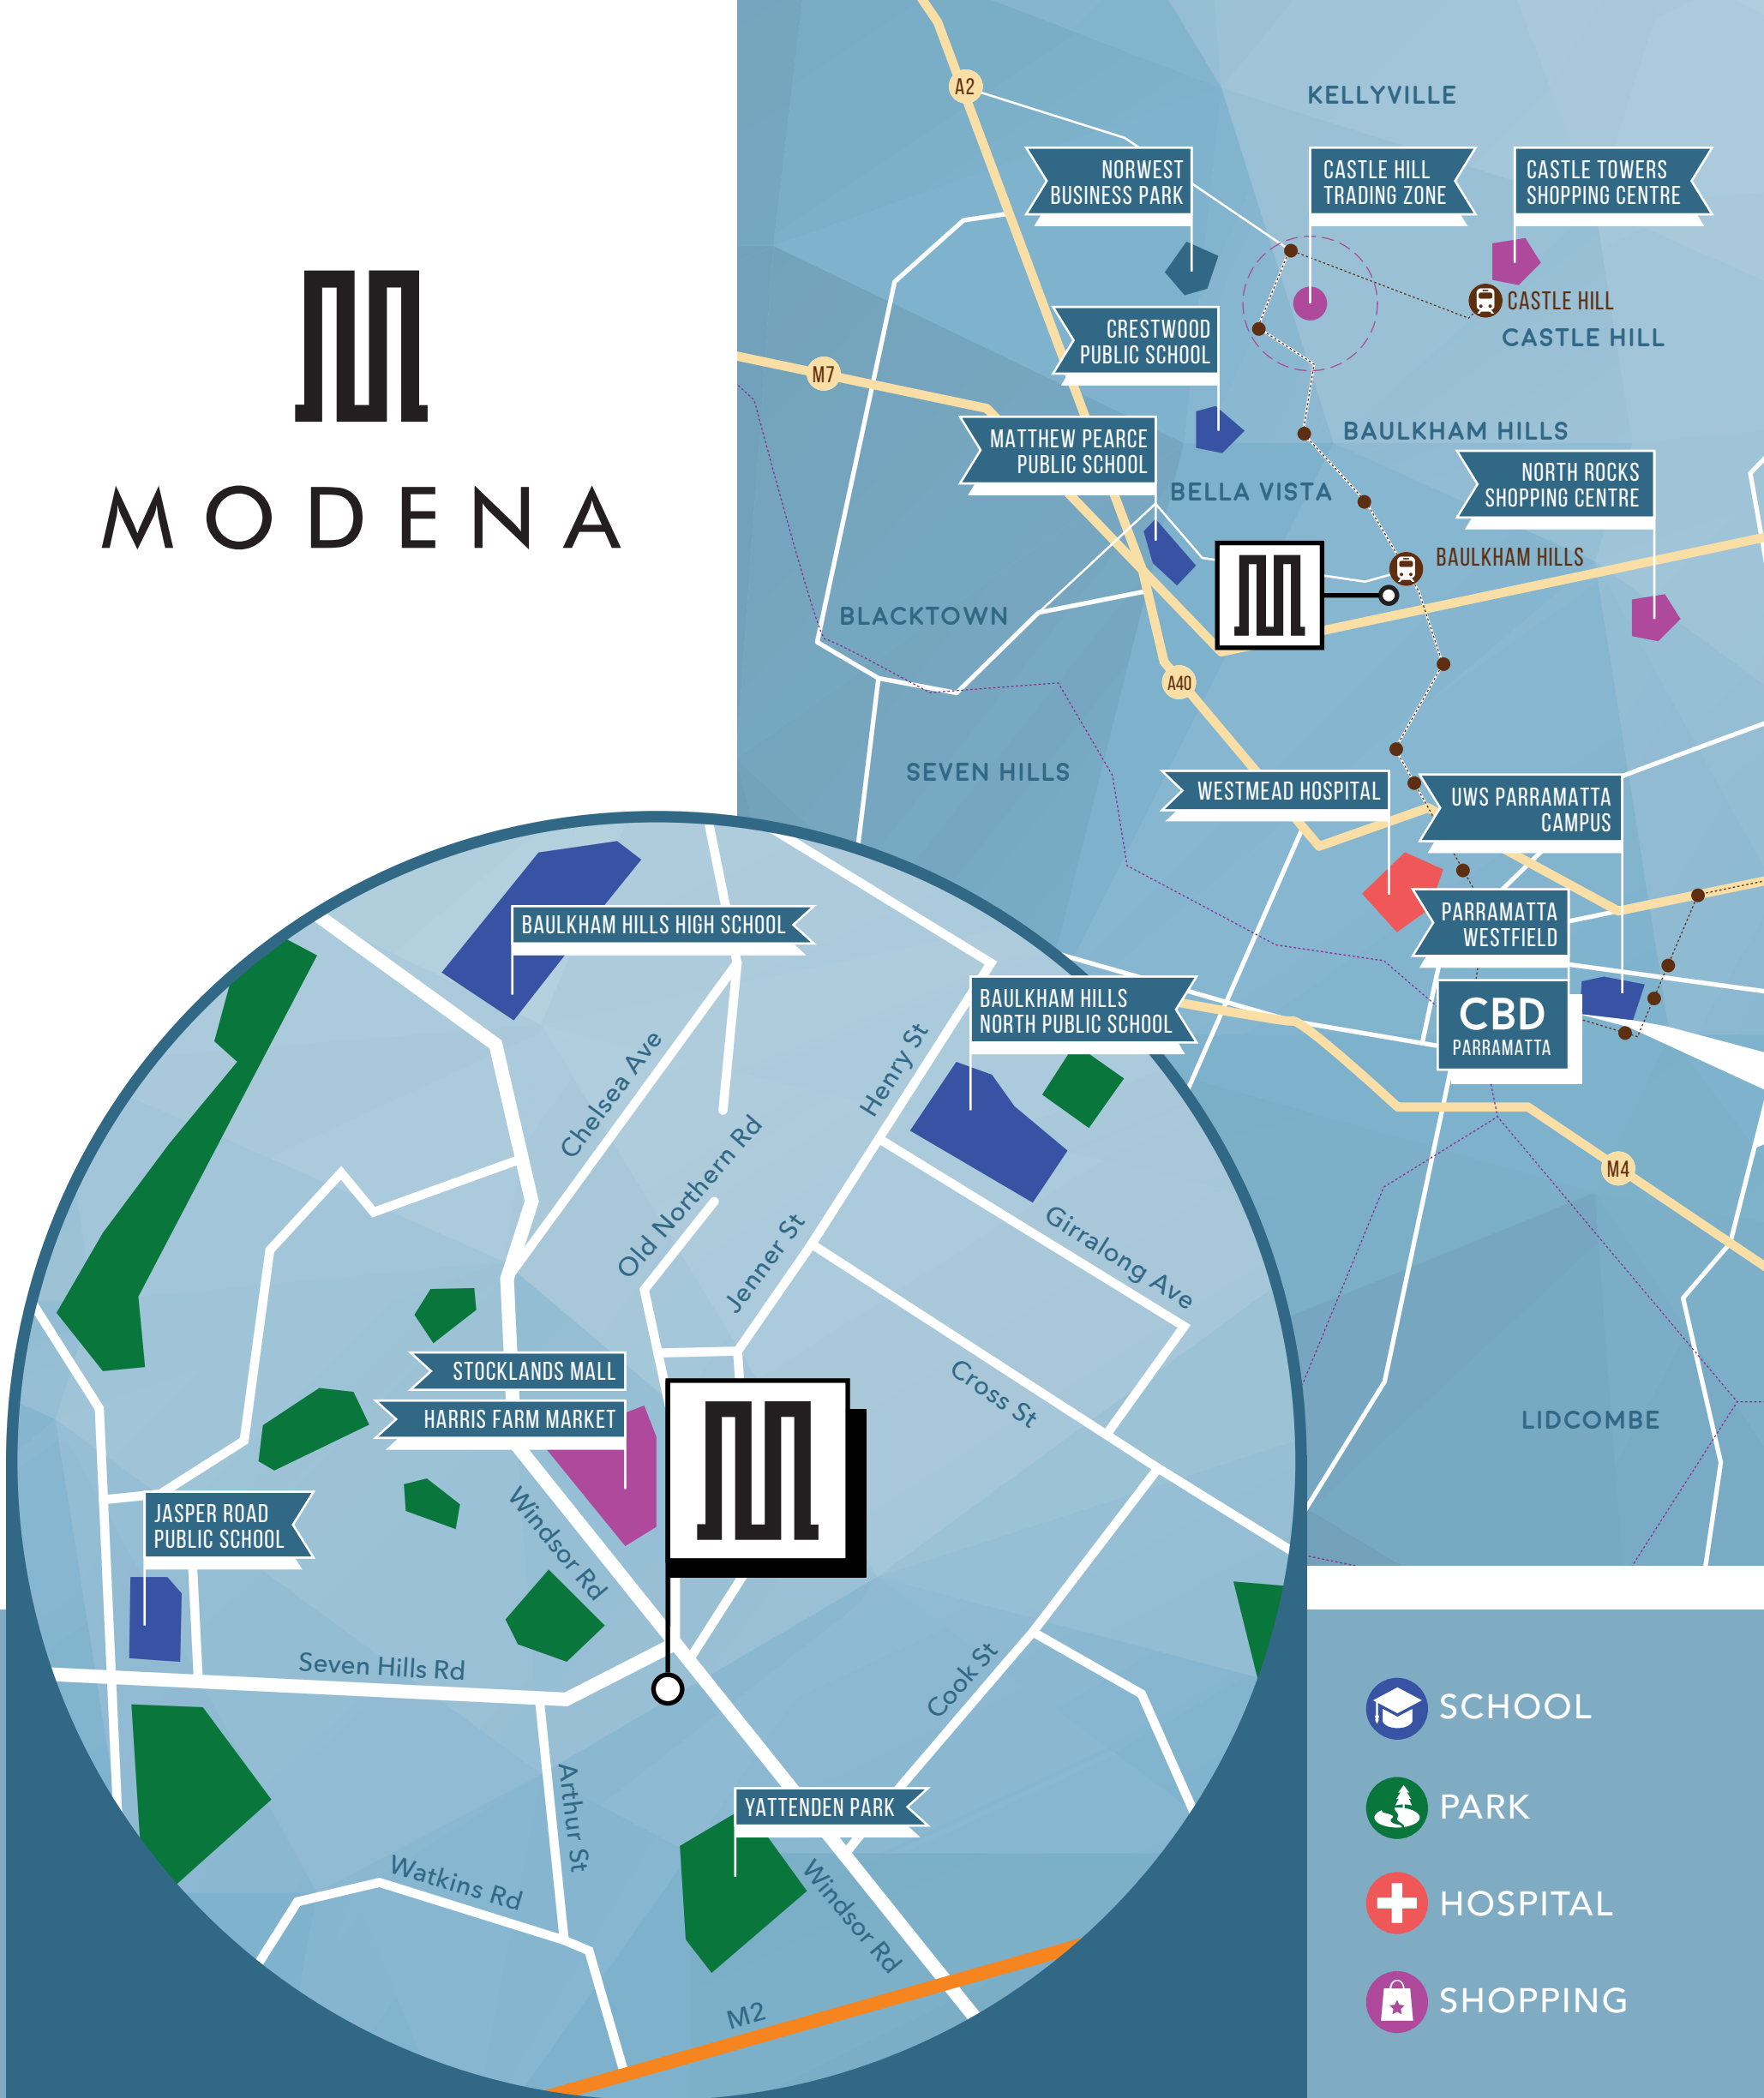 MODENA
A2
KELLYVILLE
NORWEST
BUSINESS PARK
CASTLE HILL
TRADING ZONE
CASTLE TOWERS
SHOPPING CENTRE
CASTLE HILL
CASTLE HILL
CRESTWOOD
PUBLIC SCHOOL
M7
MATTHEW PEARCE
PUBLIC SCHOOL
BAULKHAM HILLS
BELLA VISTA
NORTH ROCKS
SHOPPING CENTRE
BAULKHAM HILLS
BLACKTOWN
A40
SEVEN HILLS
WESTMEAD HOSPITAL
UWS PARRAMATTA
CAMPUS
PARRAMATTA
WESTFIELD
CBD
PARRAMATTA
M4
LIDCOMBE
BAULKHAM HILLS HIGH SCHOOL
BAULKHAM HILLS
NORTH PUBLIC SCHOOL
Chelsea Ave
Henry St
Old Northern Rd
Jenner St
Girralong Ave
Cross St
STOCKLANDS MALL
HARRIS FARM MARKET
JASPER ROAD
PUBLIC SCHOOL
Windsor Rd
Seven Hills Rd
Cook St
Arthur St
YATTENDEN PARK
Watkins Rd
Windsor Rd
M2
SCHOOL
PARK
HOSPITAL
SHOPPING